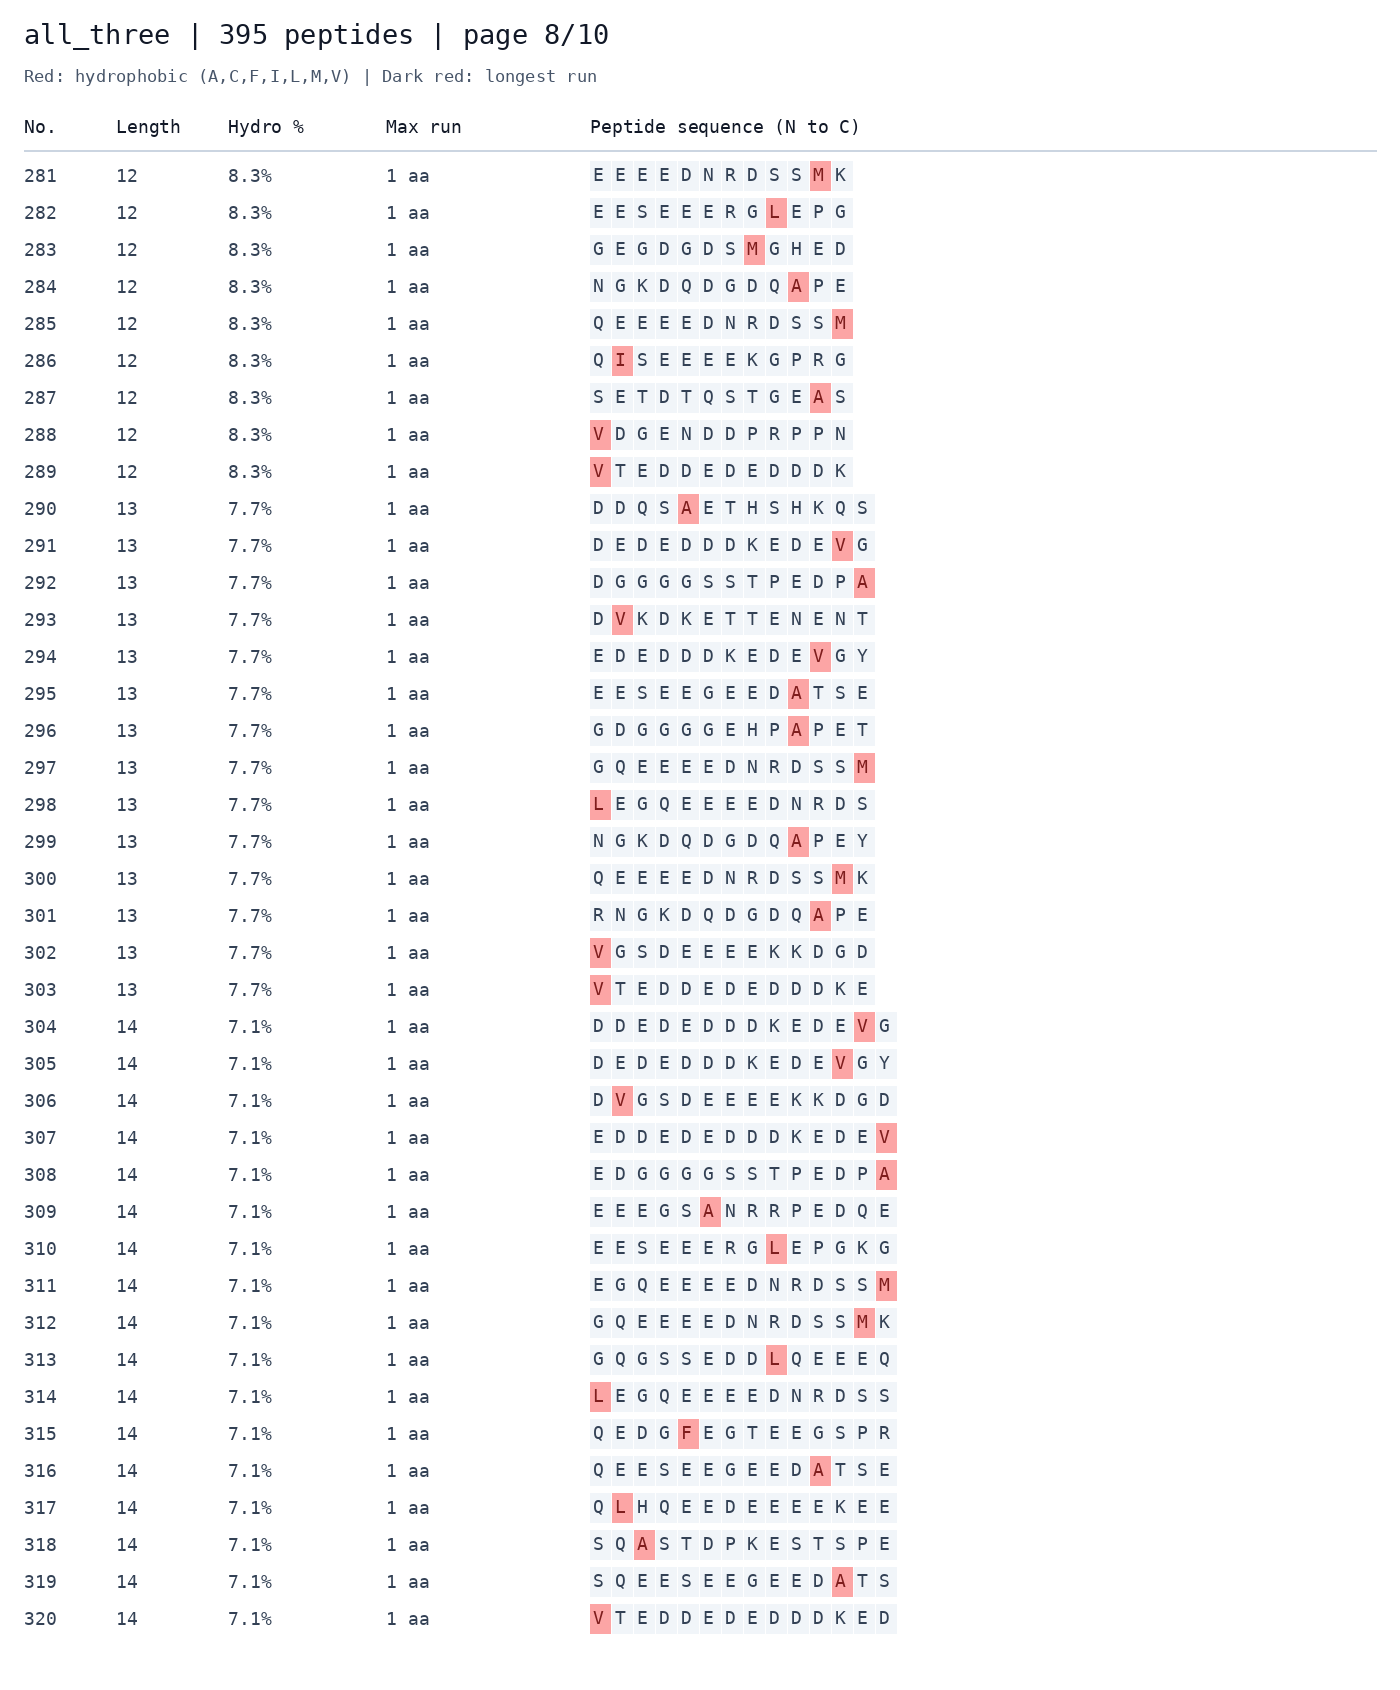 all_three | 395 peptides | page 8/10
Red: hydrophobic (A,C,F,I,L,M,V) | Dark red: longest run
No. Length Hydro % Max run Peptide sequence (N to C)
281 12 8.3% 1 aa E E E E D N R D S S M K
282 12 8.3% 1 aa E E S E E E R G L E P G
283 12 8.3% 1 aa G E G D G D S M G H E D
284 12 8.3% 1 aa N G K D Q D G D Q A P E
285 12 8.3% 1 aa Q E E E E D N R D S S M
286 12 8.3% 1 aa Q I S E E E E K G P R G
287 12 8.3% 1 aa S E T D T Q S T G E A S
288 12 8.3% 1 aa V D G E N D D P R P P N
289 12 8.3% 1 aa V T E D D E D E D D D K
290 13 7.7% 1 aa D D Q S A E T H S H K Q S
291 13 7.7% 1 aa D E D E D D D K E D E V G
292 13 7.7% 1 aa D G G G G S S T P E D P A
293 13 7.7% 1 aa D V K D K E T T E N E N T
294 13 7.7% 1 aa E D E D D D K E D E V G Y
295 13 7.7% 1 aa E E S E E G E E D A T S E
296 13 7.7% 1 aa G D G G G G E H P A P E T
297 13 7.7% 1 aa G Q E E E E D N R D S S M
298 13 7.7% 1 aa L E G Q E E E E D N R D S
299 13 7.7% 1 aa N G K D Q D G D Q A P E Y
300 13 7.7% 1 aa Q E E E E D N R D S S M K
301 13 7.7% 1 aa R N G K D Q D G D Q A P E
302 13 7.7% 1 aa V G S D E E E E K K D G D
303 13 7.7% 1 aa V T E D D E D E D D D K E
304 14 7.1% 1 aa D D E D E D D D K E D E V G
305 14 7.1% 1 aa D E D E D D D K E D E V G Y
306 14 7.1% 1 aa D V G S D E E E E K K D G D
307 14 7.1% 1 aa E D D E D E D D D K E D E V
308 14 7.1% 1 aa E D G G G G S S T P E D P A
309 14 7.1% 1 aa E E E G S A N R R P E D Q E
310 14 7.1% 1 aa E E S E E E R G L E P G K G
311 14 7.1% 1 aa E G Q E E E E D N R D S S M
312 14 7.1% 1 aa G Q E E E E D N R D S S M K
313 14 7.1% 1 aa G Q G S S E D D L Q E E E Q
314 14 7.1% 1 aa L E G Q E E E E D N R D S S
315 14 7.1% 1 aa Q E D G F E G T E E G S P R
316 14 7.1% 1 aa Q E E S E E G E E D A T S E
317 14 7.1% 1 aa Q L H Q E E D E E E E K E E
318 14 7.1% 1 aa S Q A S T D P K E S T S P E
319 14 7.1% 1 aa S Q E E S E E G E E D A T S
320 14 7.1% 1 aa V T E D D E D E D D D K E D